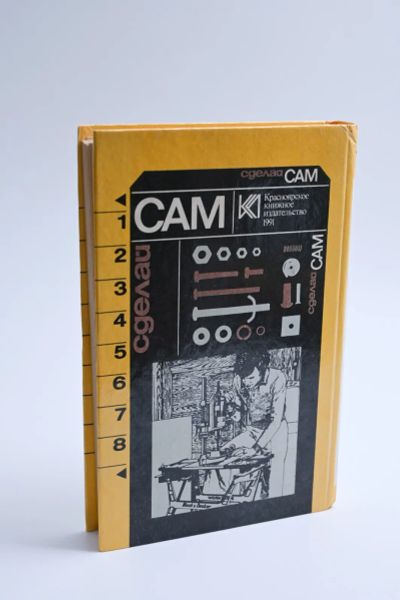 сделай САМ
САМ
Красноярское
книжное
издательство
1991
сделай
сделай САМ
1
2
3
4
5
6
7
8